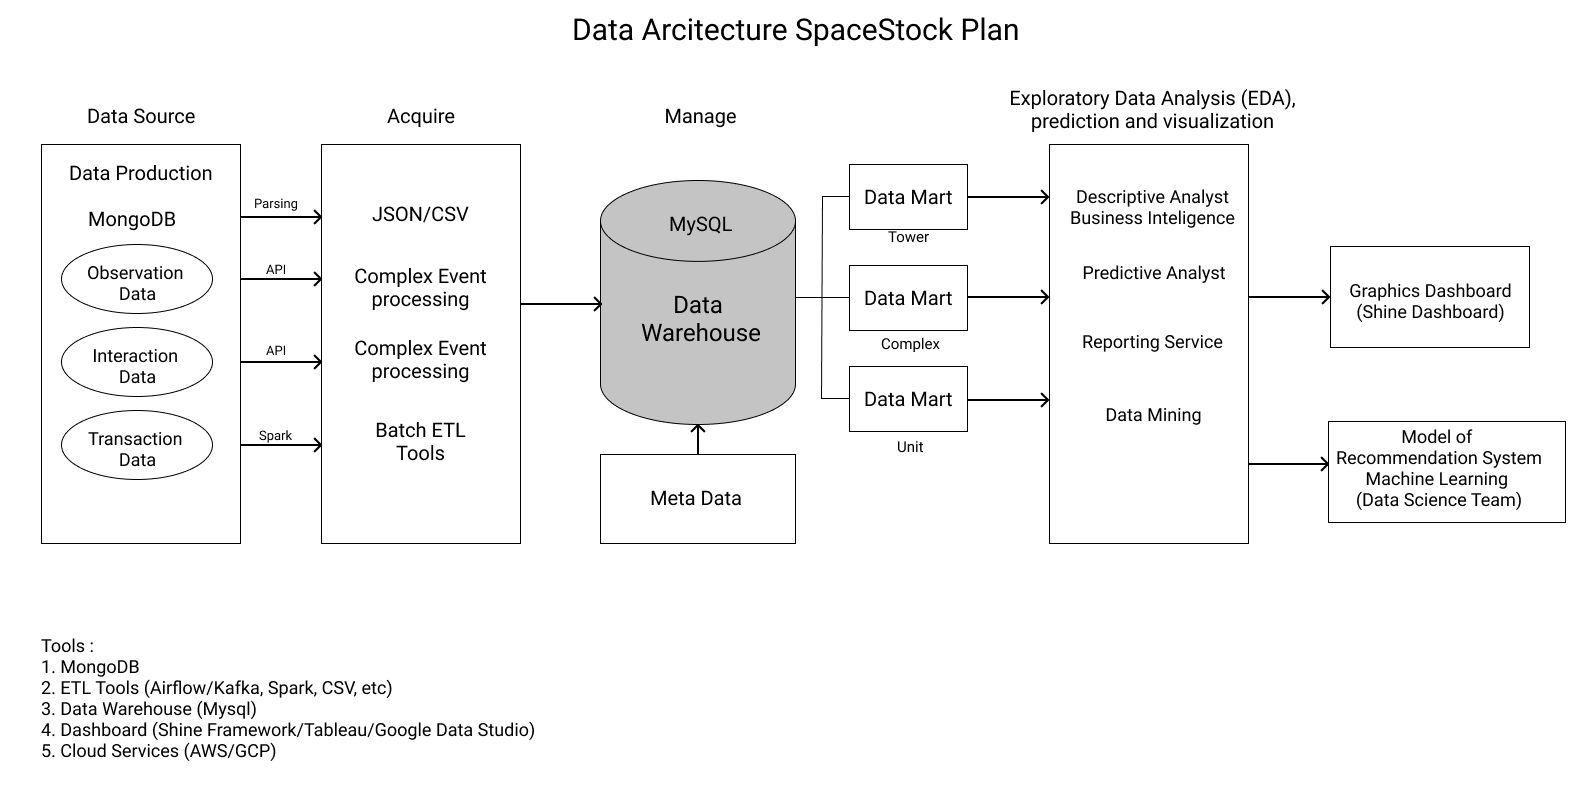 Data Arcitecture SpaceStock Plan
Data Source
Data Production
MongoDB
Observation
Data
Interaction
Data
Transaction
Data
Parsing
API
API
Spark
Acquire
JSON/CSV
Complex Event
processing
Complex Event
processing
Batch ETL
Tools
Manage
MySQL
Data
Warehouse
Meta Data
Data Mart
Tower
Data Mart
Complex
Data Mart
Unit
Exploratory Data Analysis (EDA),
prediction and visualization
Descriptive Analyst
Business Inteligence
Predictive Analyst
Reporting Service
Data Mining
Graphics Dashboard
(Shine Dashboard)
Model of
Recommendation System
Machine Learning
(Data Science Team)
Tools :
1. MongoDB
2. ETL Tools (Airflow/Kafka, Spark, CSV, etc)
3. Data Warehouse (Mysql)
4. Dashboard (Shine Framework/Tableau/Google Data Studio)
5. Cloud Services (AWS/GCP)